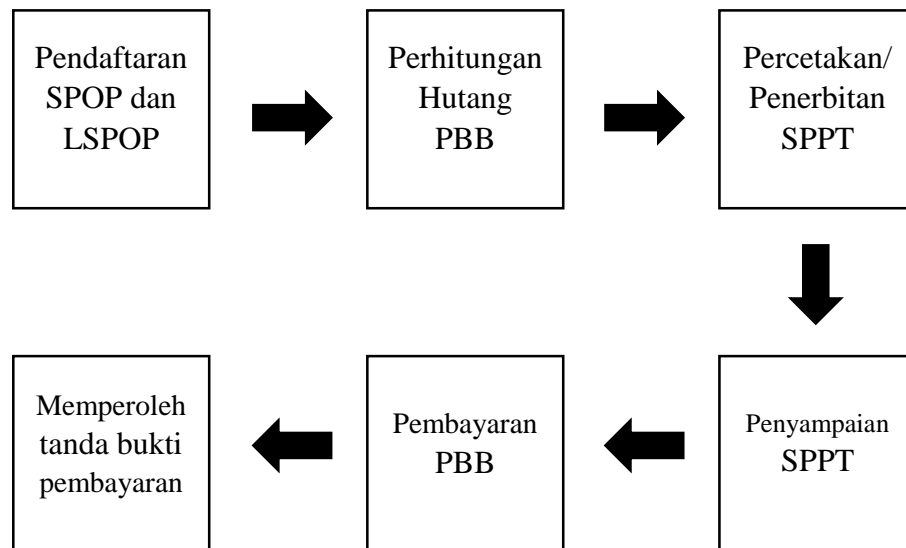 Pendaftaran
SPOP dan
LSPOP
Perhitungan
Hutang
PBB
Percetakan/
Penerbitan
SPPT
Penyampaian
SPPT
Pembayaran
PBB
Memperoleh
tanda bukti
pembayaran